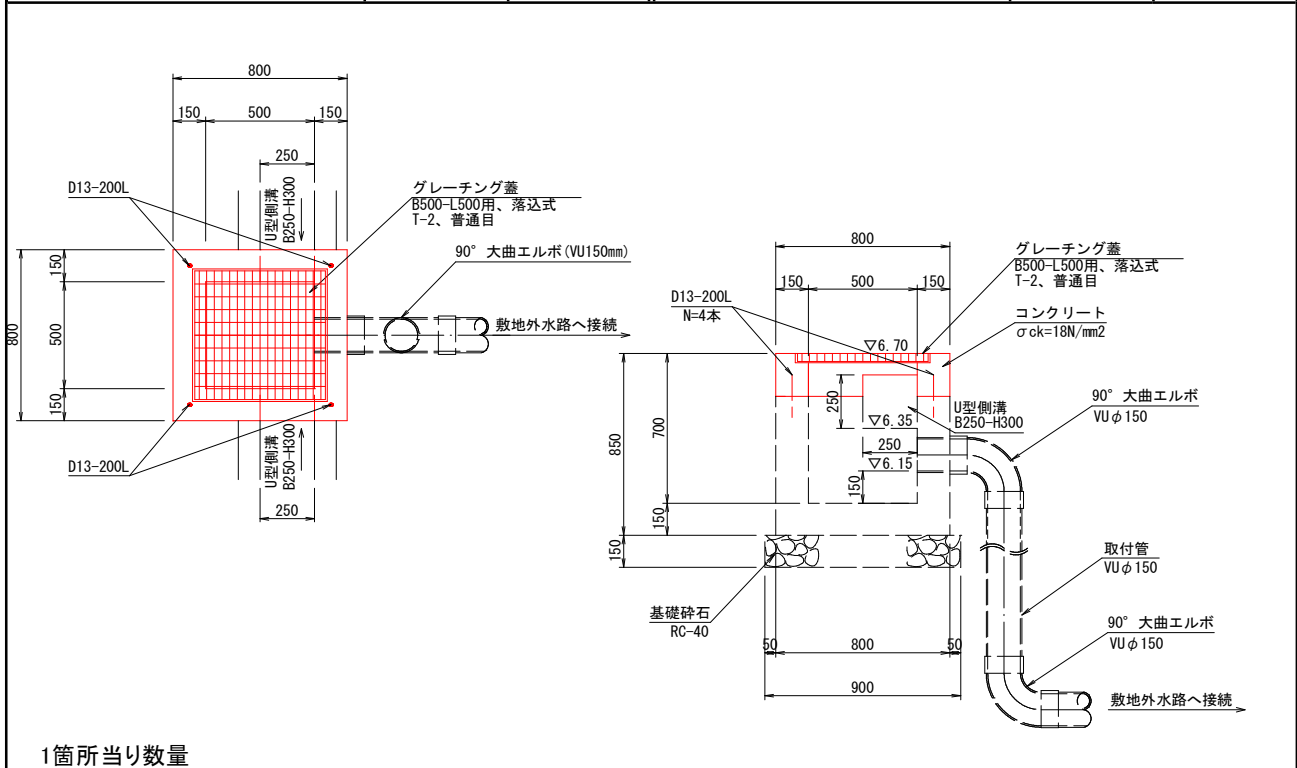 800
150
500
150
250
D13-200L
U型側溝
B250-H300
グレーチング蓋
B500-L500用、落込式
T-2、普通目
90° 大曲エルボ(VU150mm)
800
150
500
150
敷地外水路へ接続
D13-200L
U型側溝
B250-H300
250
800
150
500
150
グレーチング蓋
B500-L500用、落込式
T-2、普通目
D13-200L
N=4本
コンクリート
σck=18N/mm2
▽6.70
850
700
250
U型側溝
B250-H300
▽6.35
250
▽6.15
150
90° 大曲エルボ
VUφ150
150
150
取付管
VUφ150
基礎砕石
RC-40
50
800
50
900
90° 大曲エルボ
VUφ150
敷地外水路へ接続
1箇所当り数量